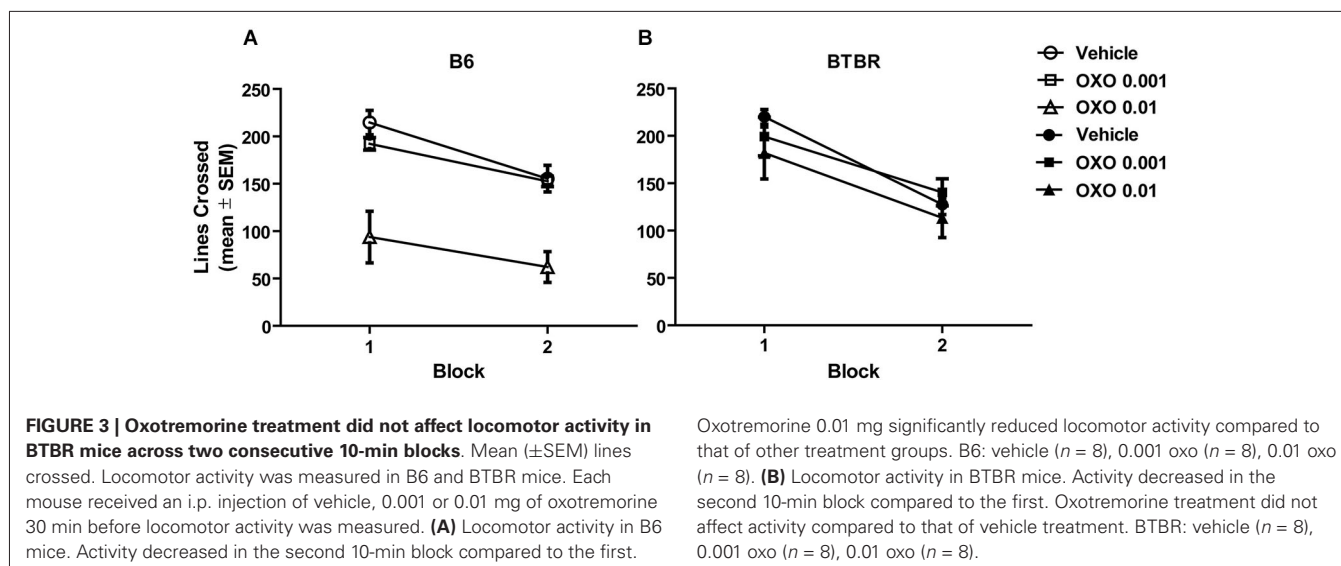 A
B6
250
200
150
100
50
0
Lines Crossed
(mean ± SEM)
1
2
Block
B
BTBR
250
200
150
100
50
0
1
2
Block
Vehicle
OXO 0.001
OXO 0.01
Vehicle
OXO 0.001
OXO 0.01
FIGURE 3 | Oxotremorine treatment did not affect locomotor activity in
BTBR mice across two consecutive 10-min blocks. Mean (±SEM) lines
crossed. Locomotor activity was measured in B6 and BTBR mice. Each
mouse received an i.p. injection of vehicle, 0.001 or 0.01 mg of oxotremorine
30 min before locomotor activity was measured. (A) Locomotor activity in B6
mice. Activity decreased in the second 10-min block compared to the first.
Oxotremorine 0.01 mg significantly reduced locomotor activity compared to
that of other treatment groups. B6: vehicle (n = 8), 0.001 oxo (n = 8), 0.01 oxo
(n = 8). (B) Locomotor activity in BTBR mice. Activity decreased in the
second 10-min block compared to the first. Oxotremorine treatment did not
affect activity compared to that of vehicle treatment. BTBR: vehicle (n = 8),
0.001 oxo (n = 8), 0.01 oxo (n = 8).